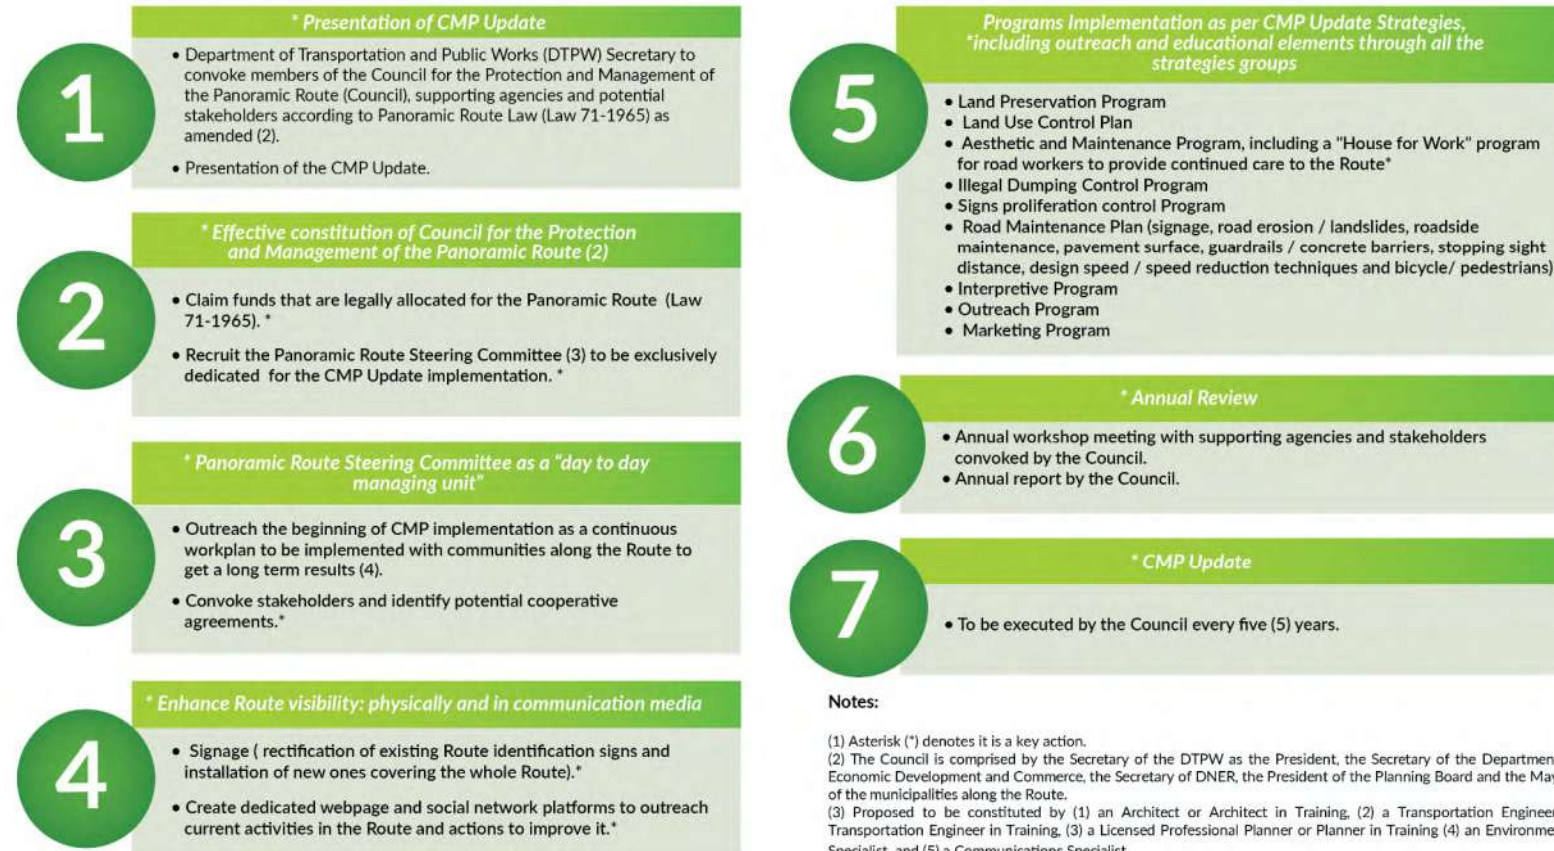 1
* Presentation of CMP Update
• Department of Transportation and Public Works (DTPW) Secretary to
convoke members of the Council for the Protection and Management of
the Panoramic Route (Council), supporting agencies and potential
stakeholders according to Panoramic Route Law (Law 71-1965) as
amended (2).
• Presentation of the CMP Update.
2
* Effective constitution of Council for the Protection
and Management of the Panoramic Route (2)
• Claim funds that are legally allocated for the Panoramic Route (Law
71-1965). *
• Recruit the Panoramic Route Steering Committee (3) to be exclusively
dedicated for the CMP Update implementation. *
3
* Panoramic Route Steering Committee as a “day to day
managing unit”
• Outreach the beginning of CMP implementation as a continuous
workplan to be implemented with communities along the Route to
get a long term results (4).
• Convoke stakeholders and identify potential cooperative
agreements.*
4
* Enhance Route visibility: physically and in communication media
• Signage ( rectification of existing Route identification signs and
installation of new ones covering the whole Route).*
• Create dedicated webpage and social network platforms to outreach
current activities in the Route and actions to improve it.*
5
Programs Implementation as per CMP Update Strategies,
*including outreach and educational elements through all the
strategies groups
• Land Preservation Program
• Land Use Control Plan
• Aesthetic and Maintenance Program, including a "House for Work" program
for road workers to provide continued care to the Route*
• Illegal Dumping Control Program
• Signs proliferation control Program
• Road Maintenance Plan (signage, road erosion / landslides, roadside
maintenance, pavement surface, guardrails / concrete barriers, stopping sight
distance, design speed / speed reduction techniques and bicycle/ pedestrians)
• Interpretive Program
• Outreach Program
• Marketing Program
6
* Annual Review
• Annual workshop meeting with supporting agencies and stakeholders
convoked by the Council.
• Annual report by the Council.
7
* CMP Update
• To be executed by the Council every five (5) years.
Notes:
(1) Asterisk (*) denotes it is a key action.
(2) The Council is comprised by the Secretary of the DTPW as the President, the Secretary of the
Economic Development and Commerce, the Secretary of DNER, the President of the Planning Board and the
of the municipalities along the Route.
(3) Proposed to be constituted by (1) an Architect or Architect in Training, (2) a Transportation Engineer
Transportation Engineer in Training, (3) a Licensed Professional Planner or Planner in Training (4) an
Specialist, and (5) a Communications Specialist.